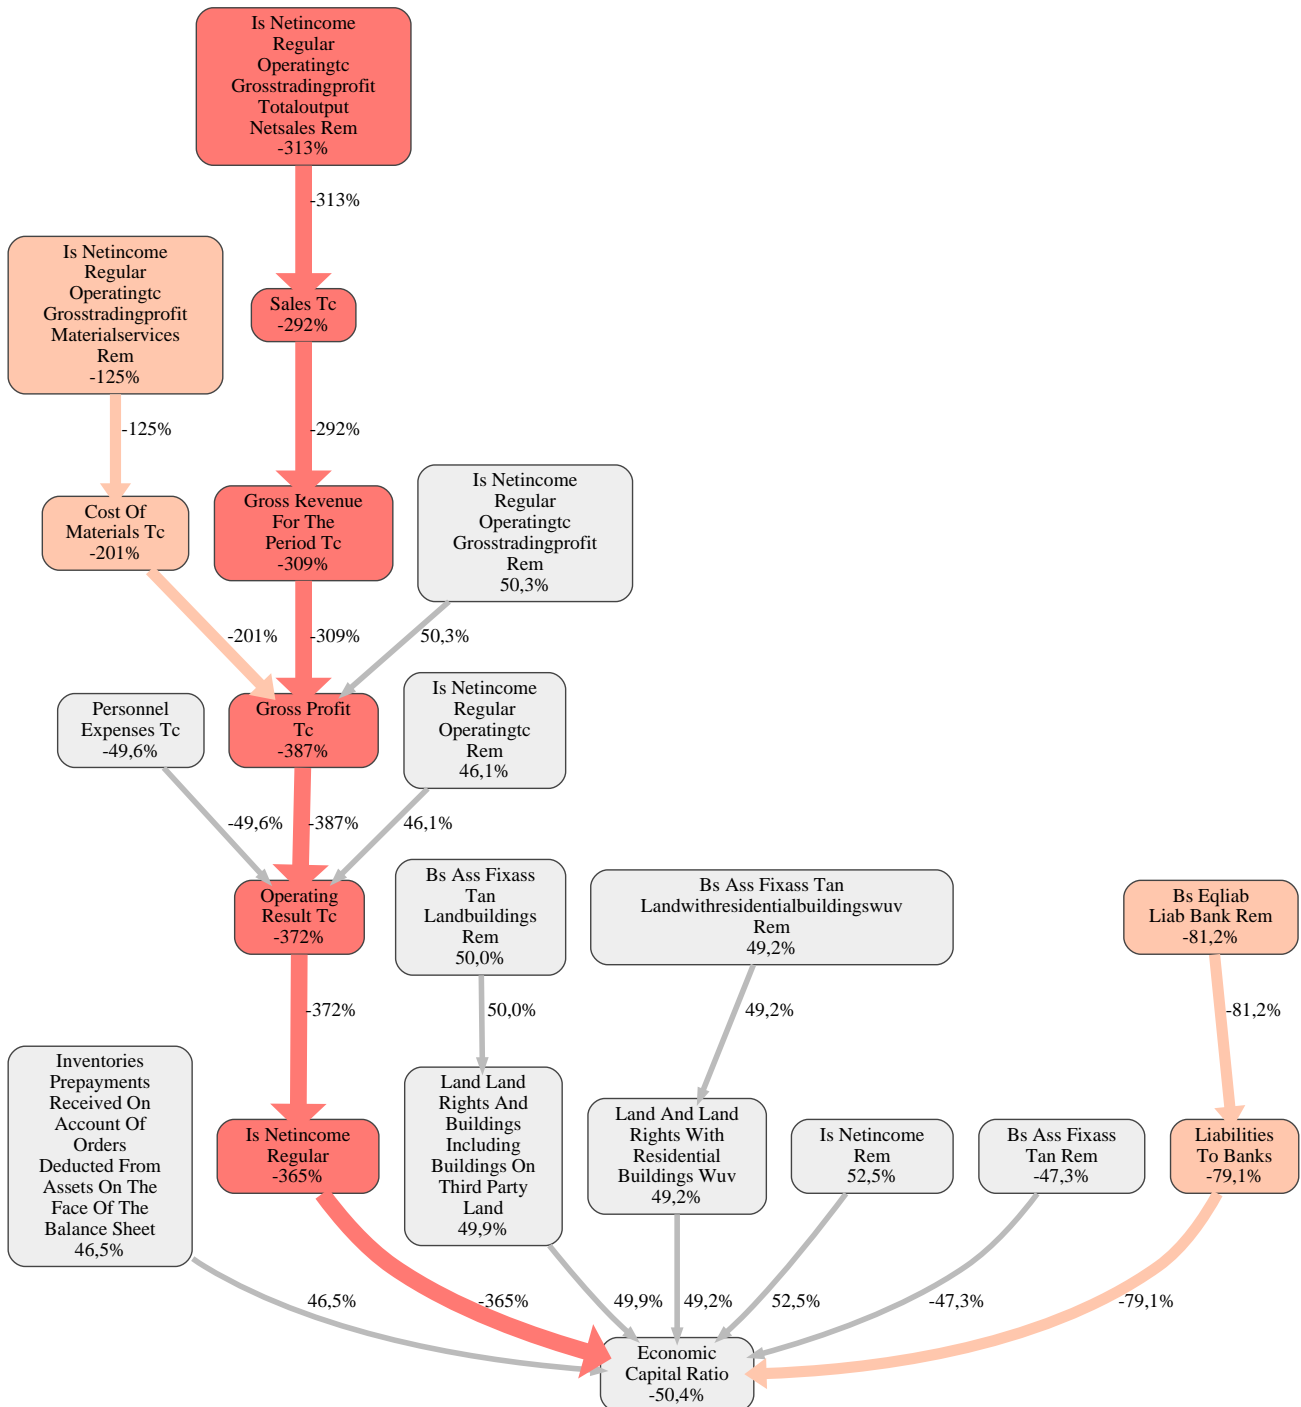 Is Netincome
Regular
Operatingtc
Grosstradingprofit
Totaloutput
Netsales Rem
-313%
-313%
Is Netincome
Regular
Operatingtc
Grosstradingprofit
Materialservices
Rem
-125%
Sales Tc
-292%
-125%
-292%
Cost Of
Materials Tc
-201%
Gross Revenue
For The
Period Tc
-309%
Is Netincome
Regular
Operatingtc
Grosstradingprofit
Rem
50,3%
-201%
-309%
50,3%
Personnel
Expenses Tc
-49,6%
Gross Profit
Tc
-387%
Is Netincome
Regular
Operatingtc
Rem
46,1%
-49,6%
-387%
46,1%
Operating
Result Tc
-372%
Bs Ass Fixass
Tan
Landbuildings
Rem
50,0%
Bs Ass Fixass Tan
Landwithresidentialbuildingswuv
Rem
49,2%
Bs Eqliab
Liab Bank Rem
-81,2%
-372%
50,0%
49,2%
-81,2%
Inventories
Prepayments
Received On
Account Of
Orders
Deducted From
Assets On The
Face Of The
Balance Sheet
46,5%
Is Netincome
Regular
-365%
Land Land
Rights And
Buildings
Including
Buildings On
Third Party
Land
49,9%
Land And Land
Rights With
Residential
Buildings Wuv
49,2%
Is Netincome
Rem
52,5%
Bs Ass Fixass
Tan Rem
-47,3%
Liabilities
To Banks
-79,1%
46,5%
-365%
49,9%
49,2%
52,5%
-47,3%
-79,1%
Economic
Capital Ratio
-50,4%